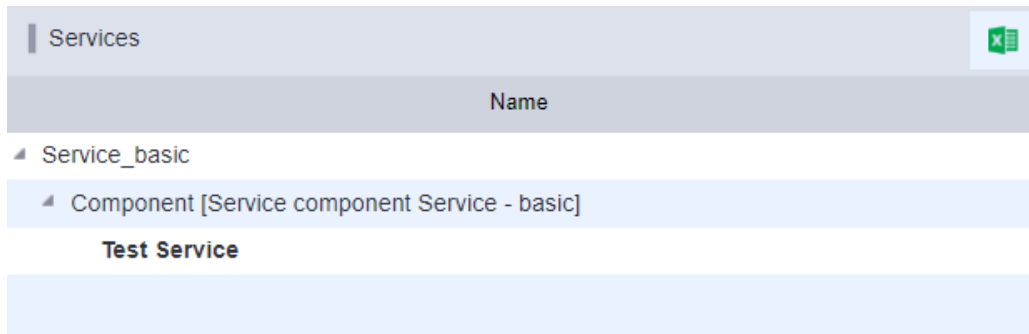 Services
Name
Service_basic
Component [Service component Service - basic]
Test Service